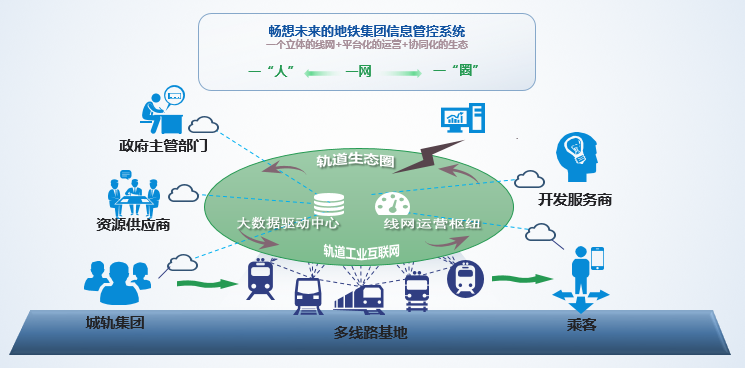 畅想未来的地铁集团信息管控系统
一个立体的线网+平台化的运营+协同化的生态
一“人” 一网 一“圈”
政府主管部门
轨道生态圈
开发服务商
资源供应商
大数据驱动中心 线网运营枢纽
轨道工业互联网
城轨集团
多线路基地
乘客